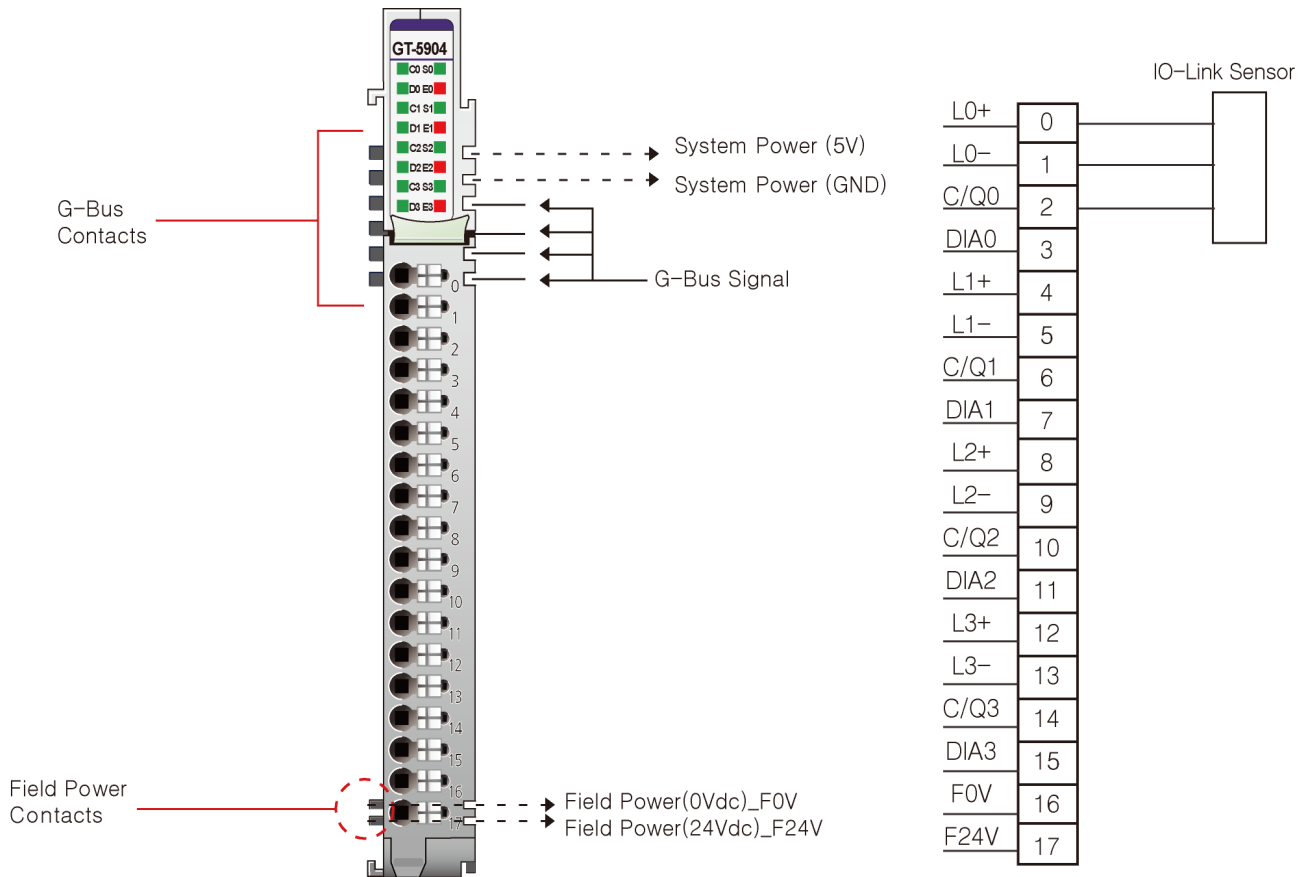 GT-5904
C0 S0
D0 E0
C1 S1
D1 E1
C2 S2
D2 E2
C3 S3
D3 E3
G-Bus
Contacts
System Power (5V)
System Power (GND)
G-Bus Signal
0
1
2
3
4
5
6
7
8
9
10
11
12
13
14
15
16
17
Field Power
Contacts
Field Power(0Vdc)_F0V
Field Power(24Vdc)_F24V
IO-Link Sensor
L0+ 0
L0- 1
C/Q0 2
DIA0 3
L1+ 4
L1- 5
C/Q1 6
DIA1 7
L2+ 8
L2- 9
C/Q2 10
DIA2 11
L3+ 12
L3- 13
C/Q3 14
DIA3 15
F0V 16
F24V 17